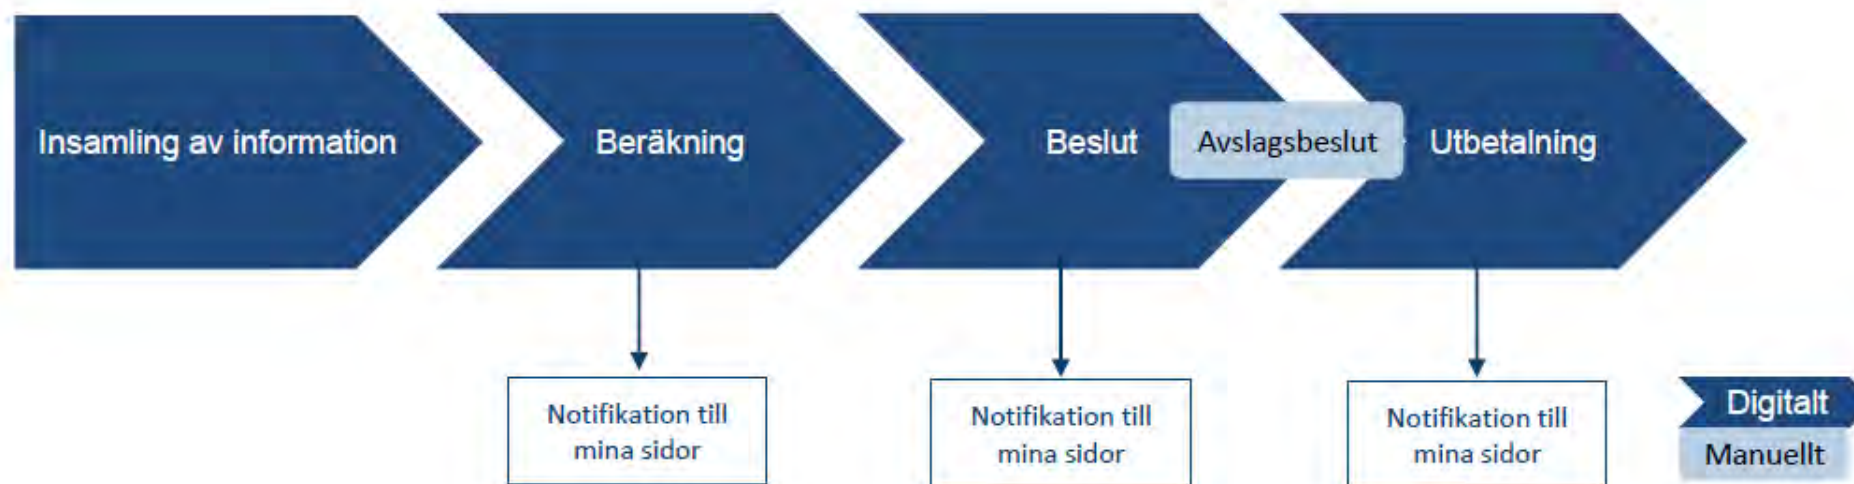 Insamling av information
Beräkning
Beslut
Avslagsbeslut
Utbetalning
Notifikation till
mina sidor
Notifikation till
mina sidor
Notifikation till
mina sidor
Digitalt
Manuellt